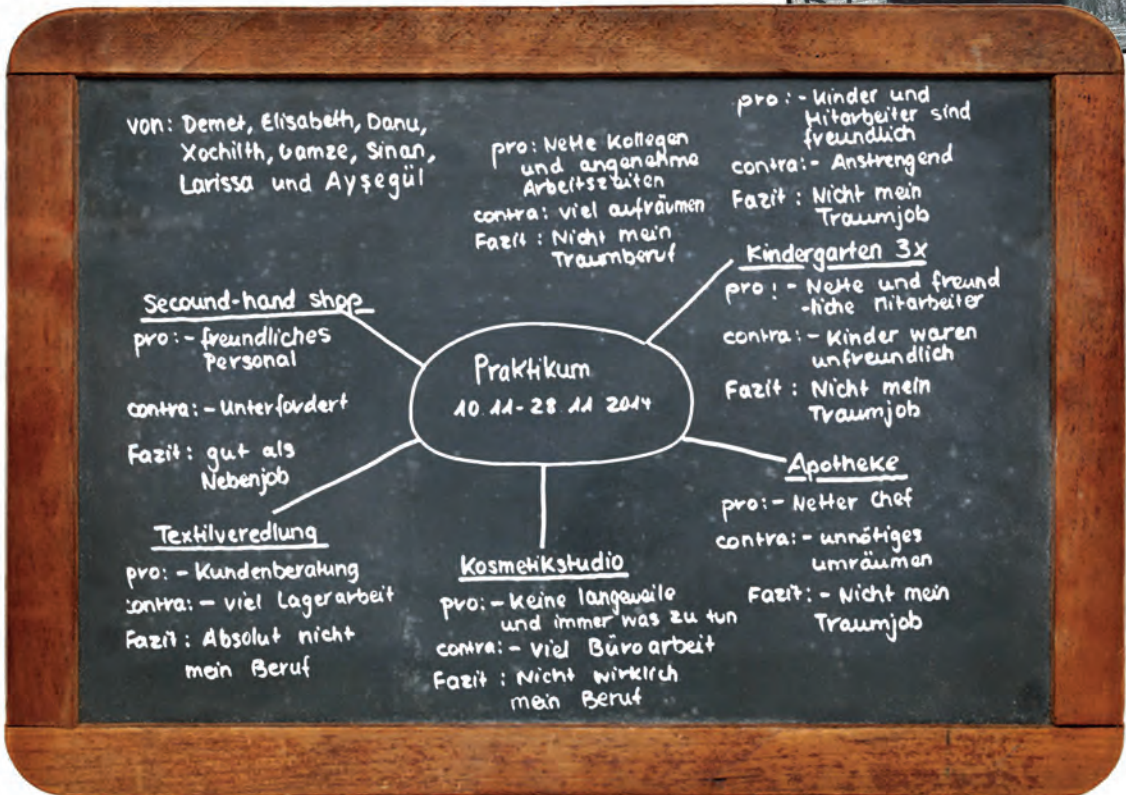 von: Demet, Elisabeth, Danu,
Xochilth, Gamze, Sinan,
Larissa und Ayşegül
pro: Nette Kollegen
und angenehme
Arbeitszeiten
contra: viel aufräumen
Fazit: Nicht mein
Traumberuf
pro: - Kinder und
Mitarbeiter sind
freundlich
contra: - Anstrengend
Fazit: Nicht mein
Traumjob
Kindergarten 3x
pro: - Nette und freund
-liche Mitarbeiter
contra: - Kinder waren
unfreundlich
Fazit: Nicht mein
Traumjob
Secound-hand shop
pro: - freundliches
Personal
contra: - Unterfordert
Fazit: gut als
Nebenjob
Praktikum
10.11-28.11 2014
Textilveredlung
pro: - Kundenberatung
contra: - viel Lagerarbeit
Fazit: Absolut nicht
mein Beruf
Kosmetikstudio
pro: - Keine langeweile
und immer was zu tun
contra: - viel Büroarbeit
Fazit: Nicht wirklich
mein Beruf
Apotheke
pro: - Netter Chef
contra: - unnötiges
umräumen
Fazit: - Nicht mein
Traumjob